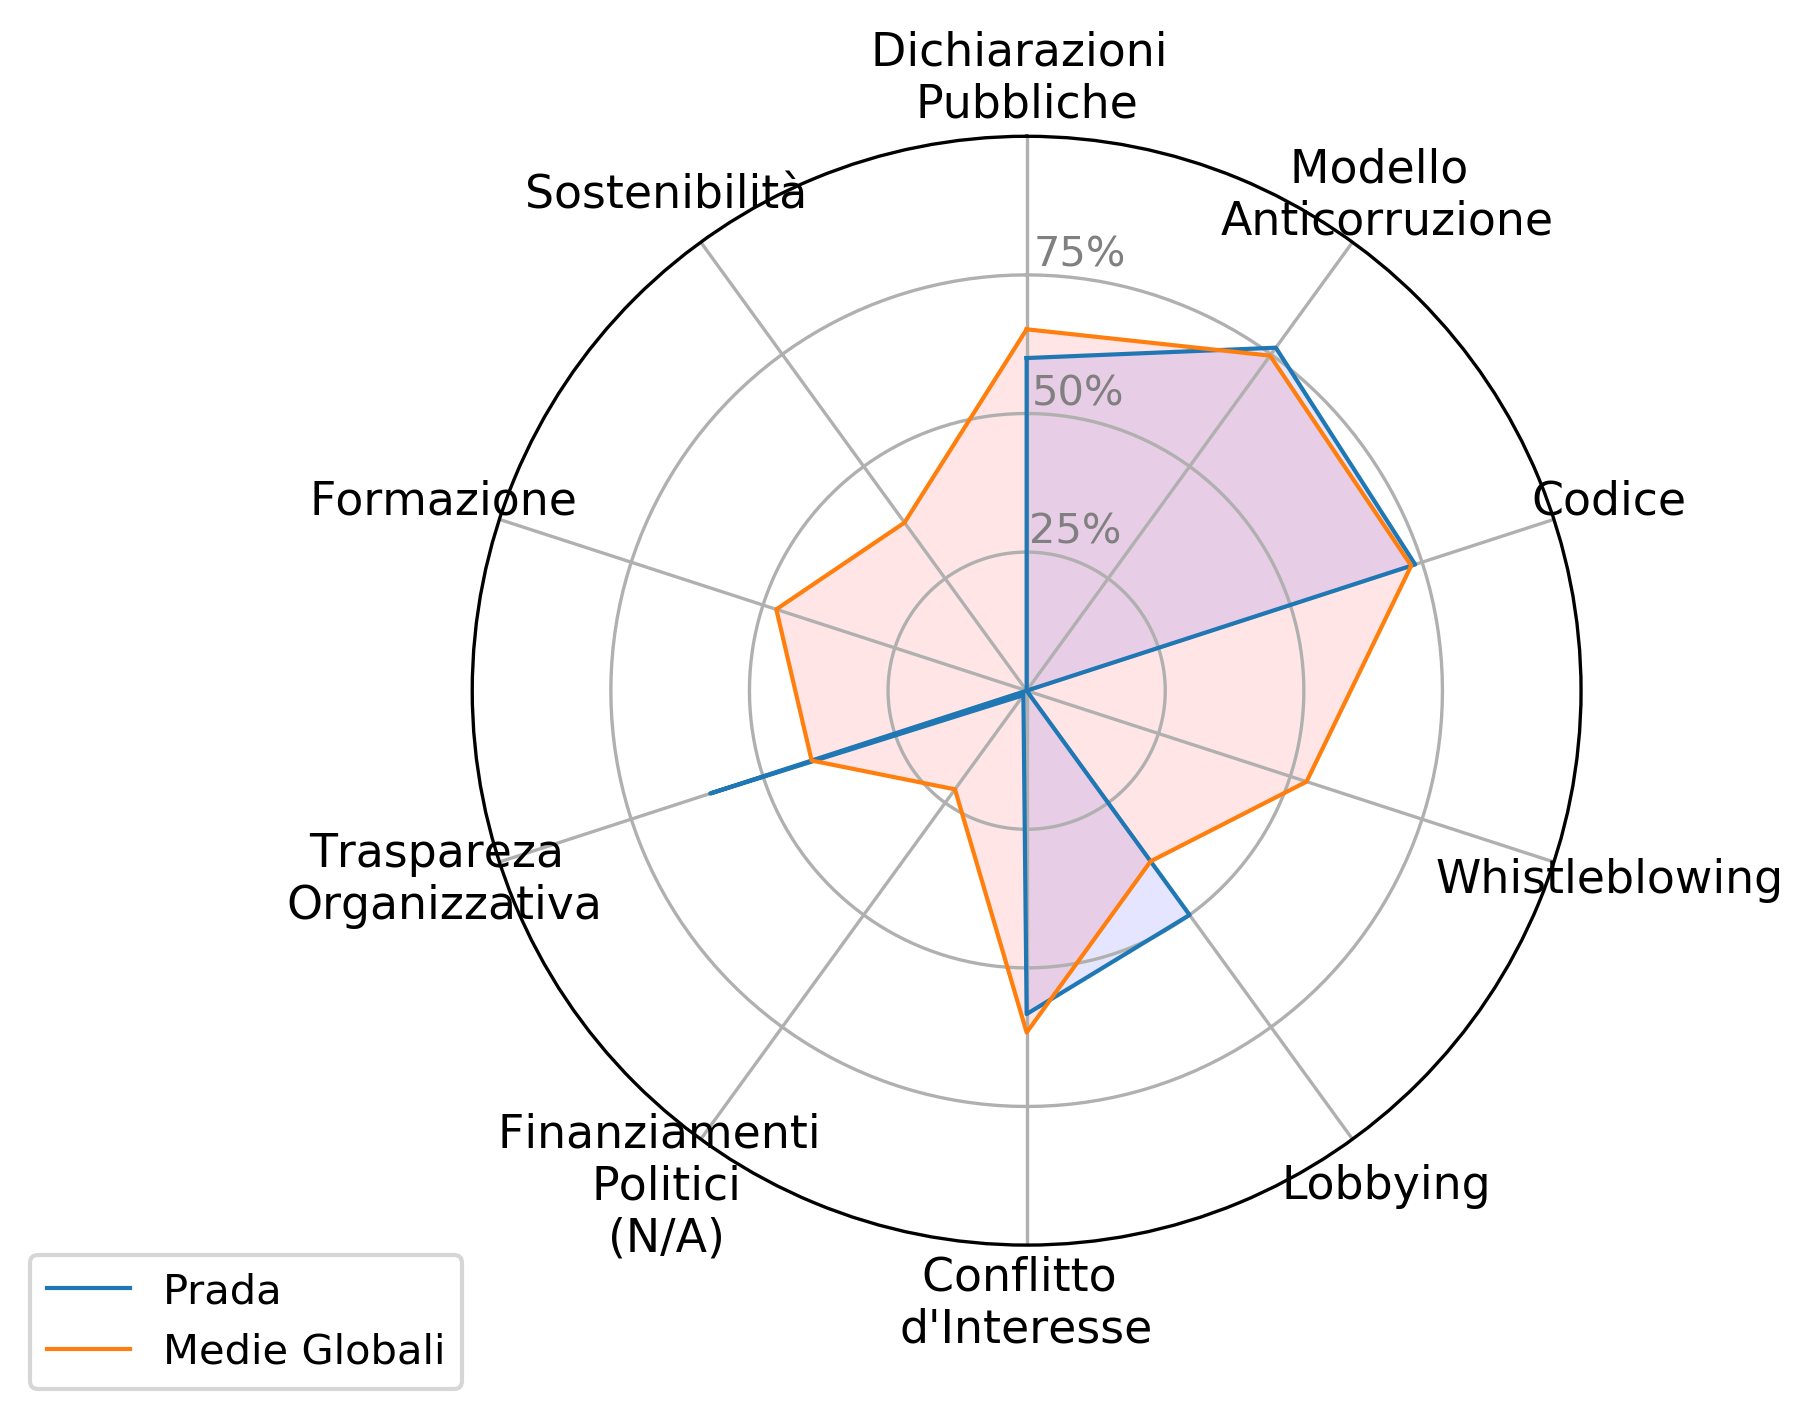 Dichiarazioni
Pubbliche
Modello
Anticorruzione
Sostenibilità
75%
50%
25%
Formazione
Codice
Traspareza
Organizzativa
Whistleblowing
Finanziamenti
Politici
(N/A)
Lobbying
Conflitto
d'Interesse
Prada
Medie Globali